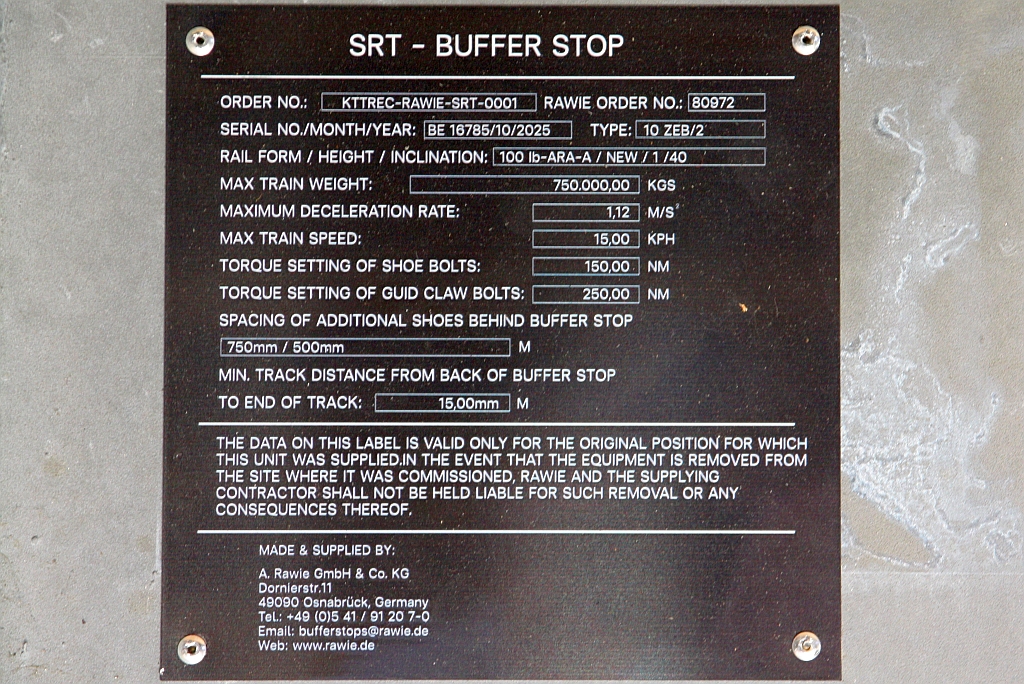 SRT - BUFFER STOP
ORDER NO.: KTTREC-RAWIE-SRT-0001 RAWIE ORDER NO.: 80972
SERIAL NO./MONTH/YEAR: BE 16785/10/2025 TYPE: 10 ZEB/2
RAIL FORM / HEIGHT / INCLINATION: 100 lb-ARA-A / NEW / 1 /40
MAX TRAIN WEIGHT: 750.000,00 KGS
MAXIMUM DECELERATION RATE: 1,12 M/S²
MAX TRAIN SPEED: 15,00 KPH
TORQUE SETTING OF SHOE BOLTS: 150,00 NM
TORQUE SETTING OF GUID CLAW BOLTS: 250,00 NM
SPACING OF ADDITIONAL SHOES BEHIND BUFFER STOP
750mm / 500mm M
MIN. TRACK DISTANCE FROM BACK OF BUFFER STOP
TO END OF TRACK: 15,00mm M
THE DATA ON THIS LABEL IS VALID ONLY FOR THE ORIGINAL POSITION FOR WHICH
THIS UNIT WAS SUPPLIED.IN THE EVENT THAT THE EQUIPMENT IS REMOVED FROM
THE SITE WHERE IT WAS COMMISSIONED, RAWIE AND THE SUPPLYING
CONTRACTOR SHALL NOT BE HELD LIABLE FOR SUCH REMOVAL OR ANY
CONSEQUENCES THEREOF.
MADE & SUPPLIED BY:
A. Rawie GmbH & Co. KG
Dornierstr.11
49090 Osnabrück, Germany
Tel.: +49 (0)5 41 / 91 20 7-0
Email: bufferstops@rawie.de
Web: www.rawie.de